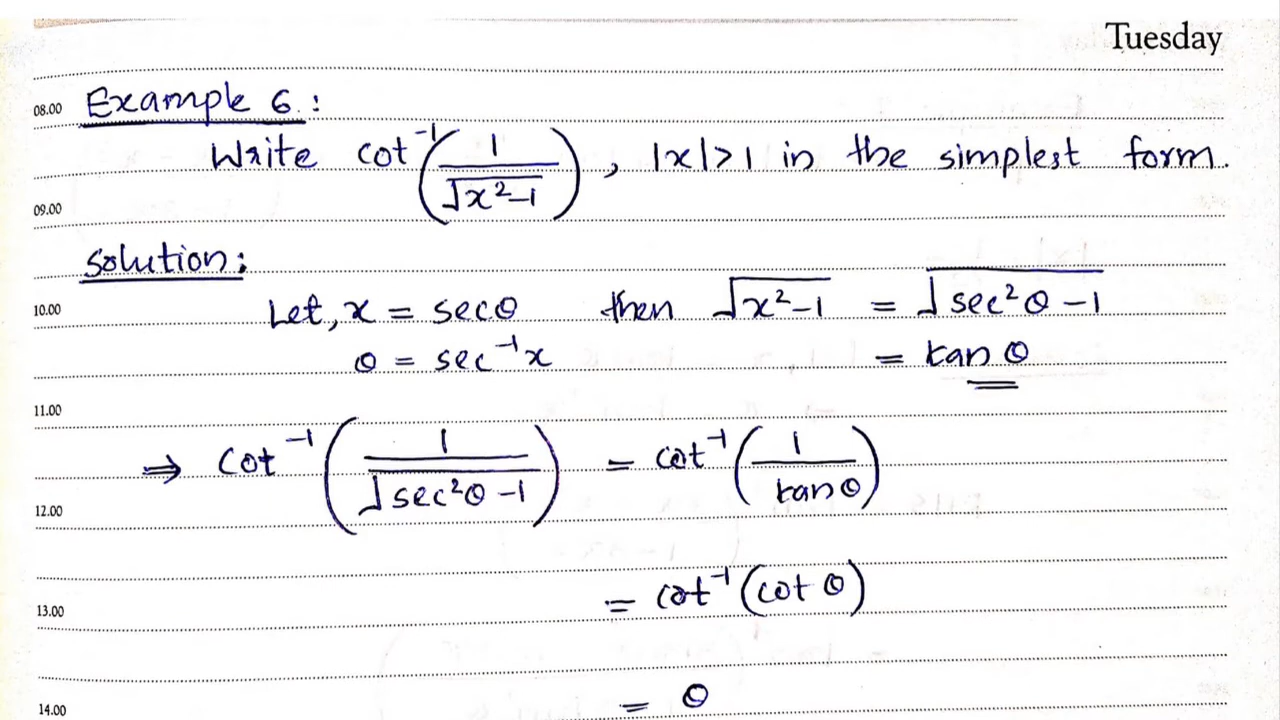 Tuesday
08.00 Example 6 :
Write cot⁻¹(1/√(x²-1)), |x|>1 in the simplest form.
09.00
Solution:
10.00 Let, x = secθ then √(x²-1) = √(sec²θ -1)
θ = sec⁻¹x = tan θ
11.00
⇒ cot⁻¹(1/√(sec²θ -1)) = cot⁻¹(1/tanθ)
12.00
= cot⁻¹(cot θ)
13.00
= θ
14.00